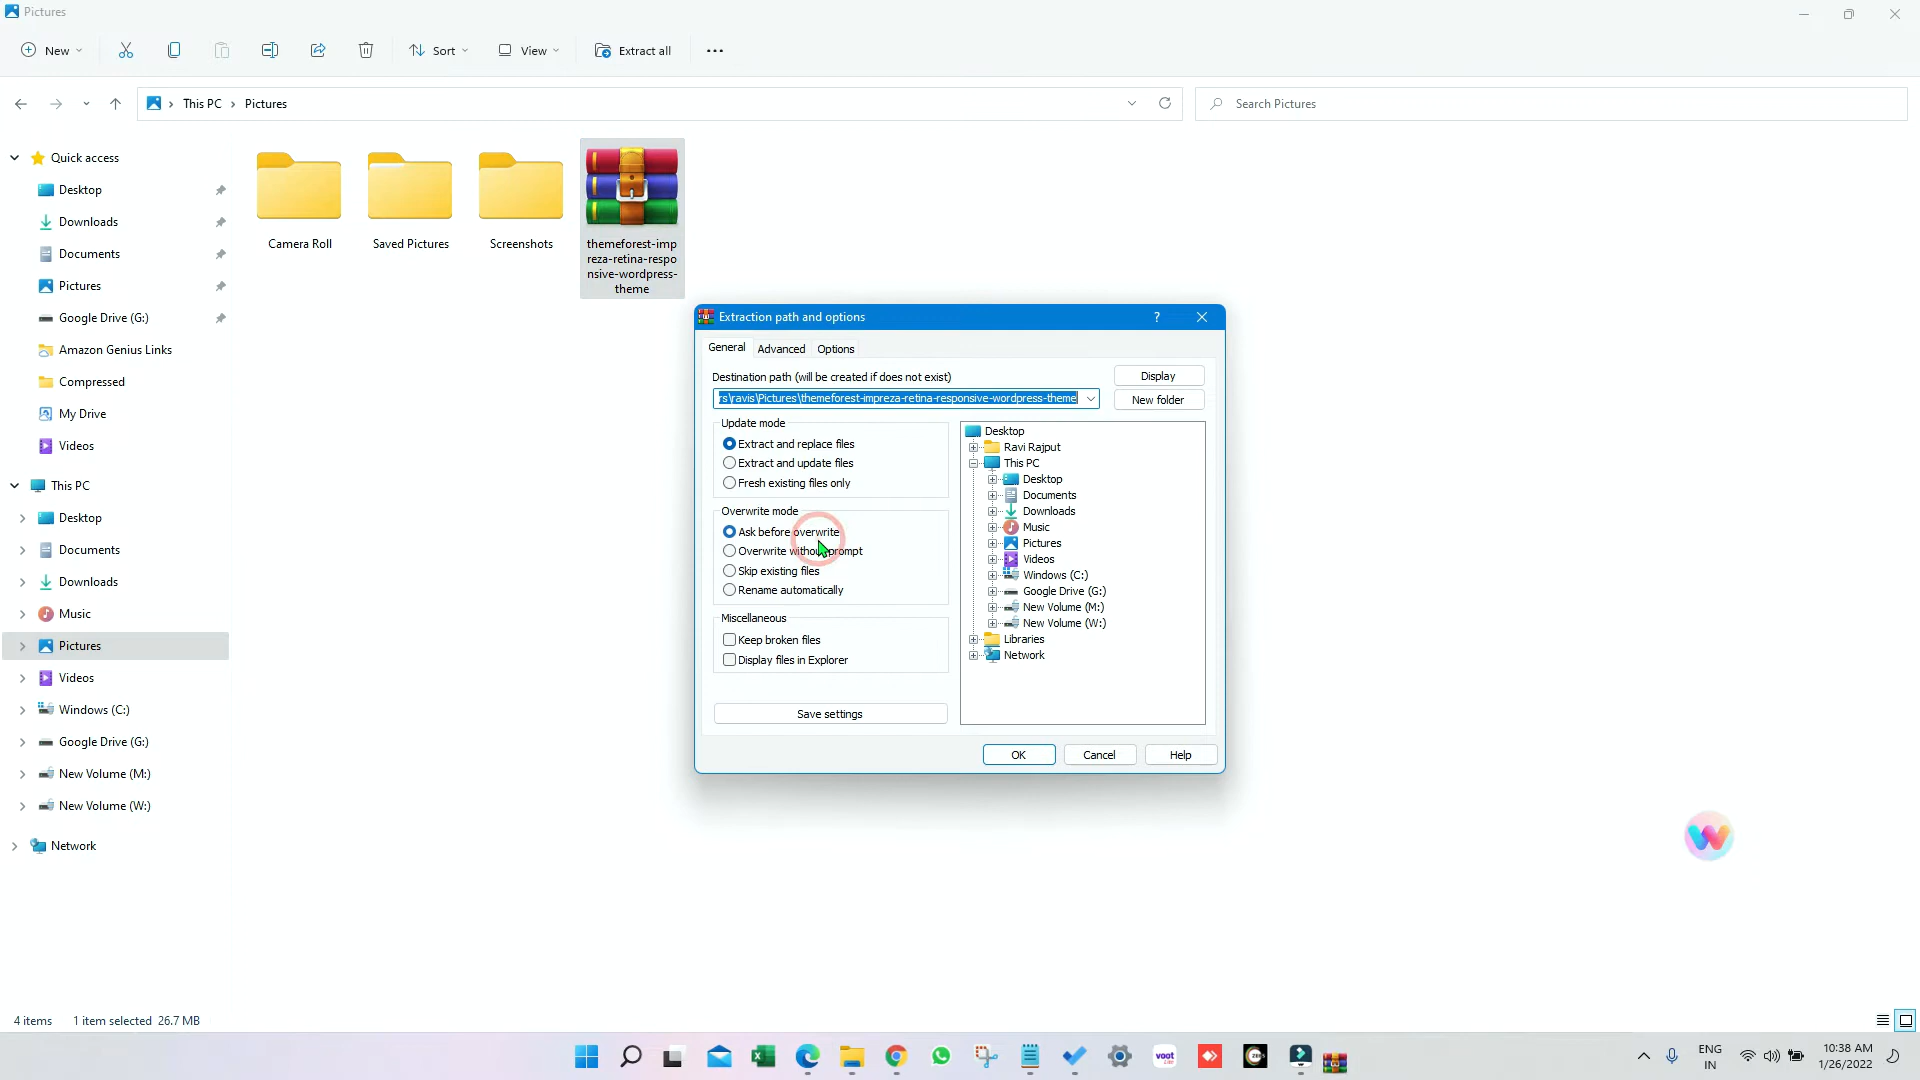 Pictures
New
Sort
View
Extract all
This PC
Pictures
Search Pictures
Quick access
Desktop
Downloads
Documents
Pictures
Google Drive (G:)
Amazon Genius Links
Compressed
My Drive
Videos
This PC
Desktop
Documents
Downloads
Music
Pictures
Videos
Windows (C:)
Google Drive (G:)
New Volume (M:)
New Volume (W:)
Network
Camera Roll
Saved Pictures
Screenshots
themeforest-imp
reza-retina-respo
nsive-wordpress-
theme
Extraction path and options
?
General
Advanced
Options
Destination path (will be created if does not exist)
rs\ravis\Pictures\themeforest-impreza-retina-responsive-wordpress-theme
Display
New folder
Update mode
Extract and replace files
Extract and update files
Fresh existing files only
Overwrite mode
Ask before overwrite
Overwrite without prompt
Skip existing files
Rename automatically
Miscellaneous
Keep broken files
Display files in Explorer
Save settings
Desktop
Ravi Rajput
This PC
Desktop
Documents
Downloads
Music
Pictures
Videos
Windows (C:)
Google Drive (G:)
New Volume (M:)
New Volume (W:)
Libraries
Network
OK
Cancel
Help
4 items
1 item selected 26.7 MB
voot
ENG
IN
10:38 AM
1/26/2022